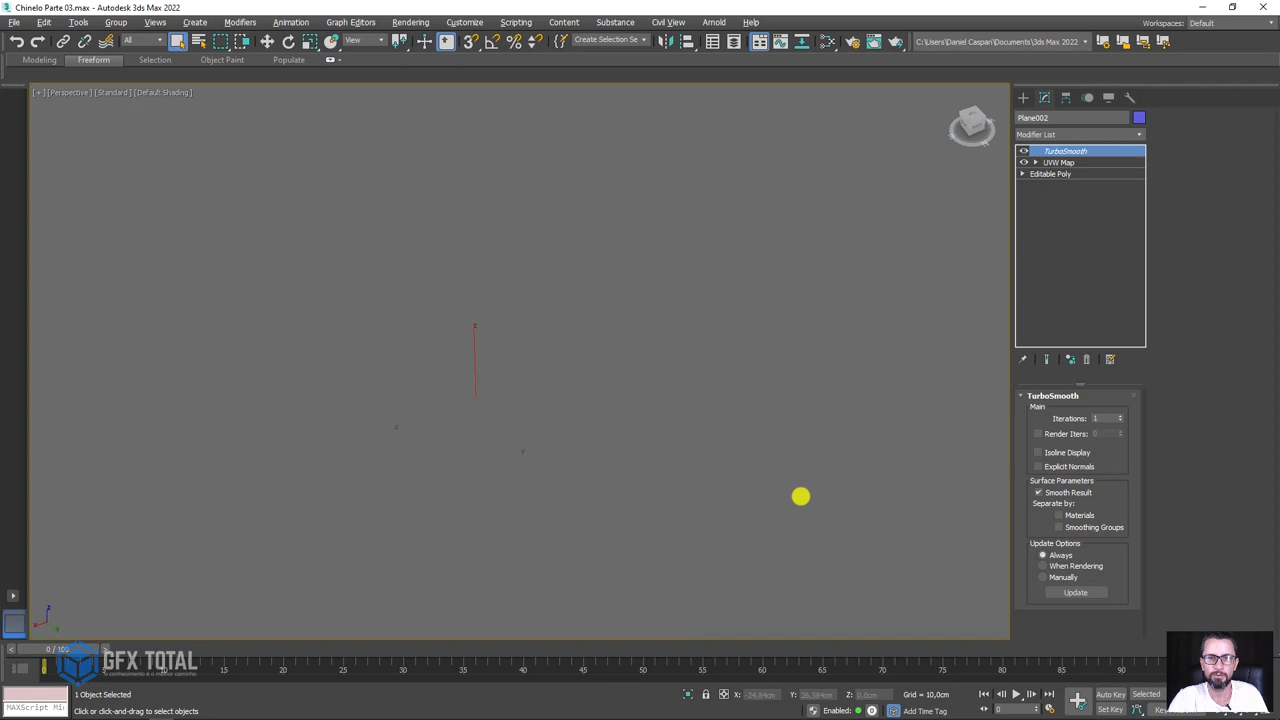 Chinelo Parte 03.max - Autodesk 3ds Max 2022
File Edit Tools Group Views Create Modifiers Animation Graph Editors Rendering Customize Scripting Content Substance Civil View Arnold Help
Workspaces: Default
All View Create Selection Se C:\Users\Daniel Caspari\Documents\3ds Max 2022
Modeling Freeform Selection Object Paint Populate
[+] [Perspective] [Standard] [Default Shading]
Plane002
Modifier List
TurboSmooth
UVW Map
Editable Poly
z
y
TurboSmooth
Main
Iterations: 1
Render Iters: 0
Isoline Display
Explicit Normals
Surface Parameters
Smooth Result
Separate by:
Materials
Smoothing Groups
Update Options
Always
When Rendering
Manually
Update
0 / 100
GFX TOTAL
o conhecimento é o melhor caminho
0 15 20 25 30 35 40 45 50 55 60 65 70 75 80 85 90
1 Object Selected
X: -24,84cm Y: 26,584cm Z: 0,0cm Grid = 10,0cm
Auto Key Selected
MAXScript Mi
Click or click-and-drag to select objects
Enabled: Add Time Tag
0
Set Key